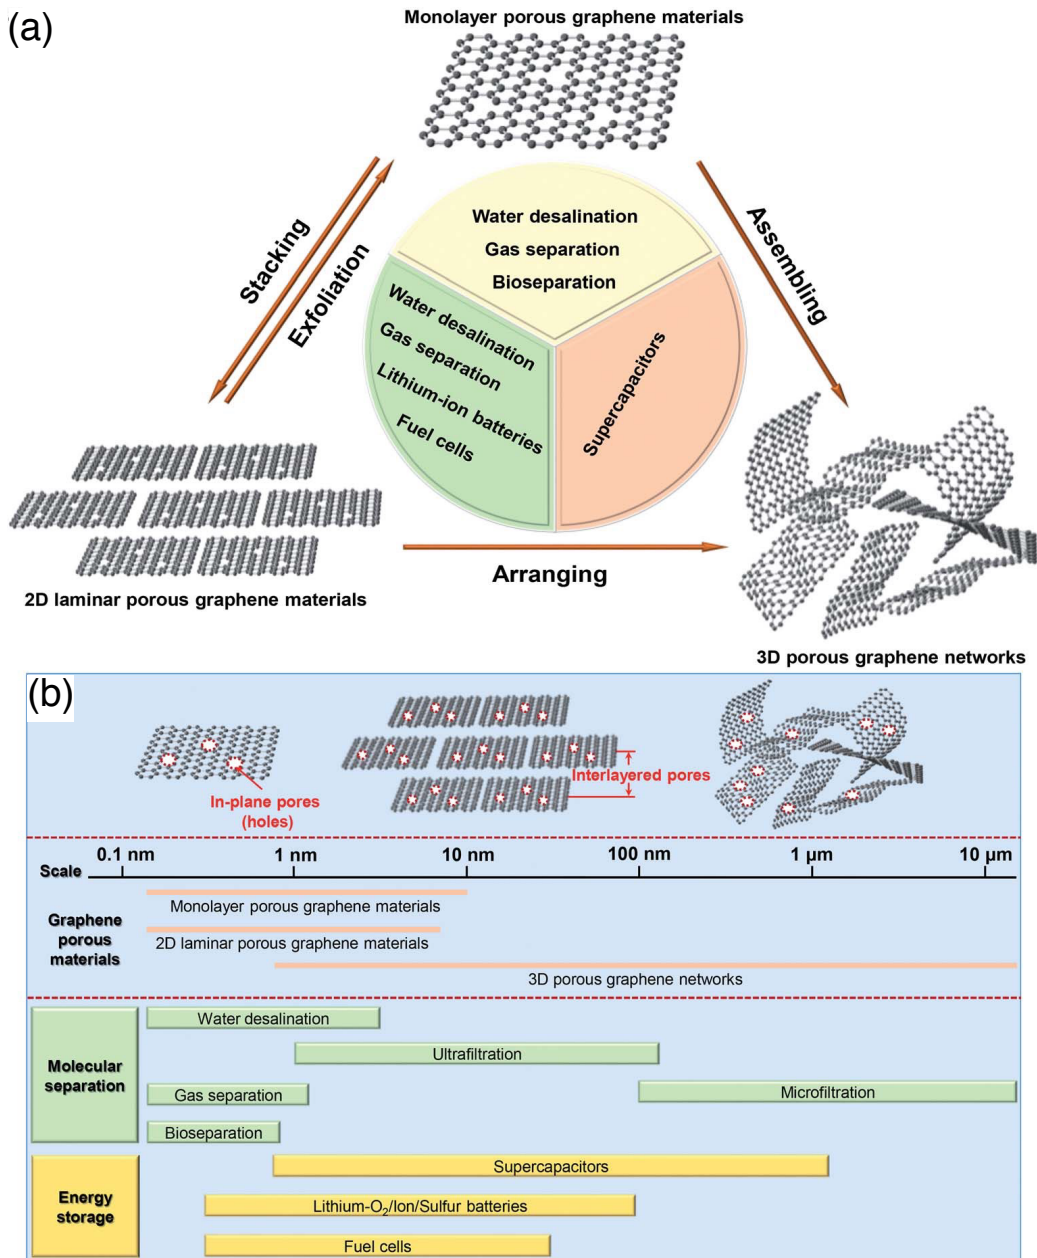 (a)
Monolayer porous graphene materials
Stacking
Exfoliation
Assembling
Water desalination
Gas separation
Bioseparation
Water desalination
Gas separation
Lithium-ion batteries
Fuel cells
Supercapacitors
Arranging
2D laminar porous graphene materials
3D porous graphene networks
(b)
In-plane pores
(holes)
Interlayered pores
0.1 nm
1 nm
10 nm
100 nm
1 μm
10 μm
Scale
Graphene
porous
materials
Monolayer porous graphene materials
2D laminar porous graphene materials
3D porous graphene networks
Molecular
separation
Water desalination
Ultrafiltration
Gas separation
Microfiltration
Bioseparation
Energy
storage
Supercapacitors
Lithium-O₂/Ion/Sulfur batteries
Fuel cells